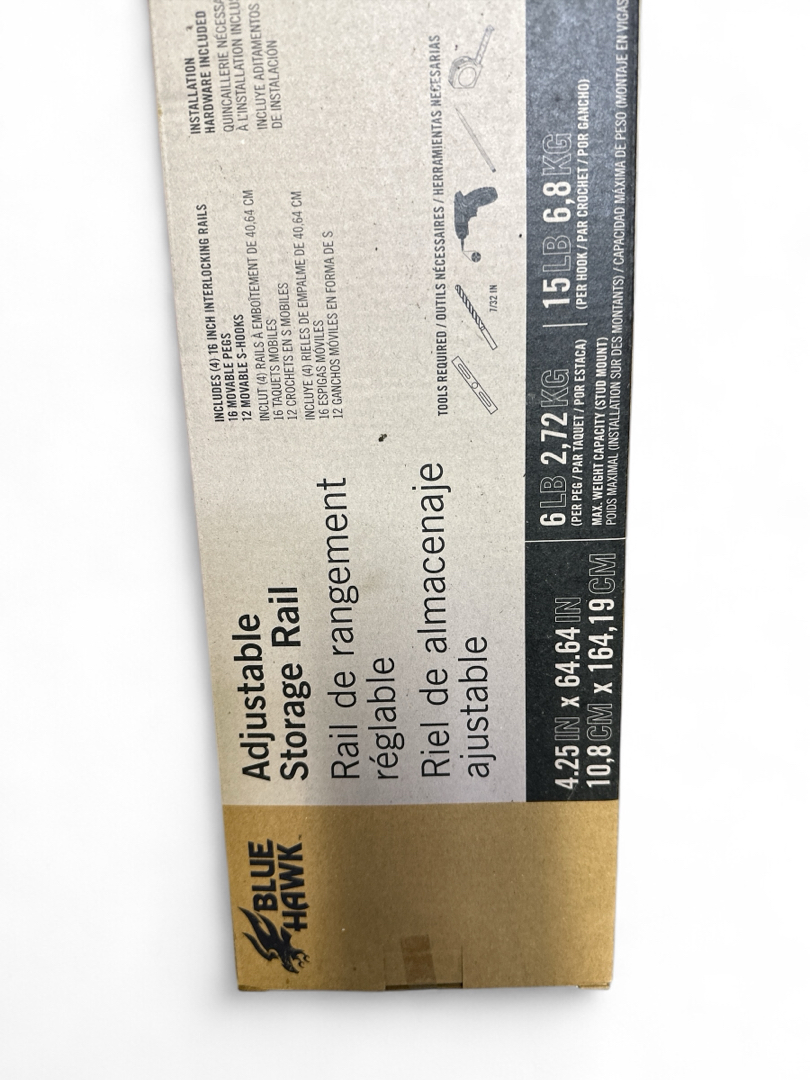 BLUE
HAWK
Adjustable
Storage Rail
Rail de rangement
réglable
Riel de almacenaje
ajustable
INCLUDES (4) 16 INCH INTERLOCKING RAILS
16 MOVABLE PEGS
12 MOVABLE S-HOOKS
INCLUT (4) RAILS À EMBOÎTEMENT DE 40,64 CM
16 TAQUETS MOBILES
12 CROCHETS EN S MOBILES
INCLUYE (4) RIELES DE EMPALME DE 40,64 CM
16 ESPIGAS MÓVILES
12 GANCHOS MÓVILES EN FORMA DE S
INSTALLATION
HARDWARE INCLUDED
QUINCAILLERIE
À L'INSTALLATION
INCLUYE ADITAMENTOS
DE INSTALACIÓN
TOOLS REQUIRED / OUTILS NÉCESSAIRES / HERRAMIENTAS NECESARIAS
7/32 IN
4.25 IN x 64.64 IN
10,8 CM x 164,19 CM
6 LB 2,72 KG
(PER PEG / PAR TAQUET / POR ESTACA)
15 LB 6,8 KG
(PER HOOK / PAR CROCHET / POR GANCHO)
MAX. WEIGHT CAPACITY (STUD MOUNT)
POIDS MAXIMAL (INSTALLATION SUR DES MONTANTS) / CAPACIDAD MÁXIMA DE PESO (MONTAJE EN VIGAS